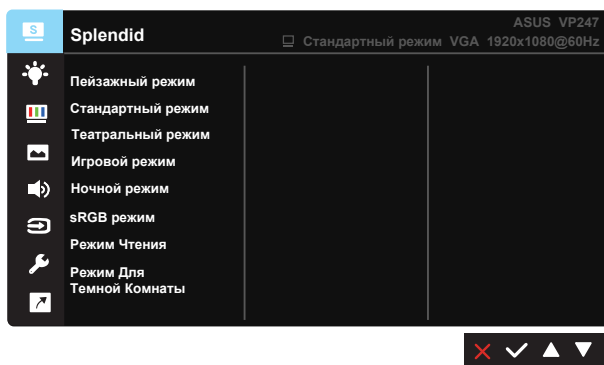 S
Splendid
ASUS VP247
Стандартный режим VGA 1920x1080@60Hz
Пейзажный режим
Стандартный режим
Театральный режим
Игровой режим
Ночной режим
sRGB режим
Режим Чтения
Режим Для
Темной Комнаты